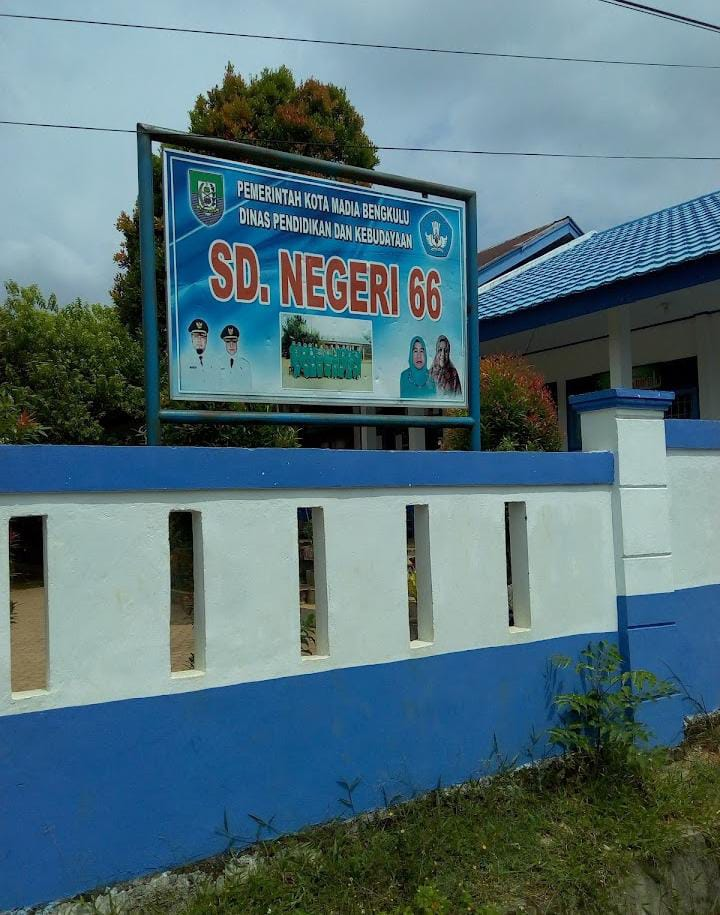 PEMERINTAH KOTA MADIA BENGKULU
DINAS PENDIDIKAN DAN KEBUDAYAAN
SD. NEGERI 66